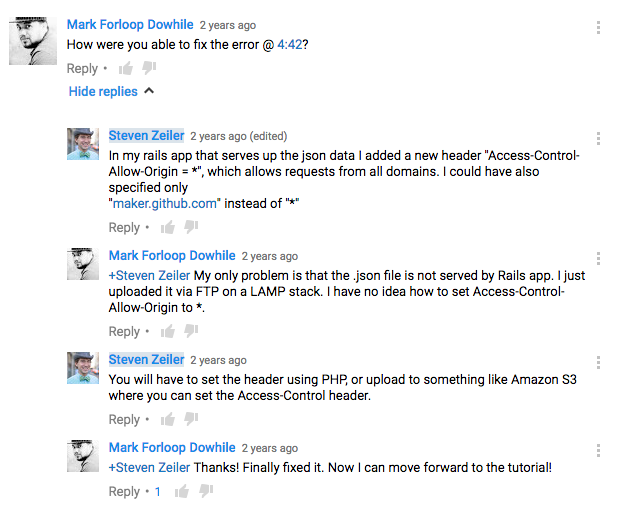 Mark Forloop Dowhile 2 years ago
How were you able to fix the error @ 4:42?
Reply •
Hide replies
Steven Zeiler 2 years ago (edited)
In my rails app that serves up the json data I added a new header "Access-Control-
Allow-Origin = *", which allows requests from all domains. I could have also
specified only
"maker.github.com" instead of "*"
Reply •
Mark Forloop Dowhile 2 years ago
+Steven Zeiler My only problem is that the .json file is not served by Rails app. I just
uploaded it via FTP on a LAMP stack. I have no idea how to set Access-Control-
Allow-Origin to *.
Reply •
Steven Zeiler 2 years ago
You will have to set the header using PHP, or upload to something like Amazon S3
where you can set the Access-Control header.
Reply •
Mark Forloop Dowhile 2 years ago
+Steven Zeiler Thanks! Finally fixed it. Now I can move forward to the tutorial!
Reply • 1